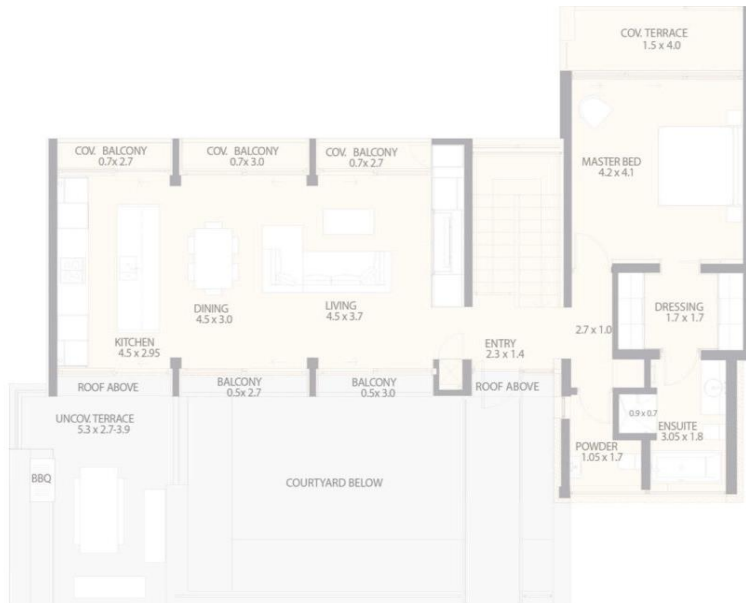 COV. TERRACE
1.5 x 4.0
COV. BALCONY
0.7x 2.7
COV. BALCONY
0.7x 3.0
COV. BALCONY
0.7x 2.7
MASTER BED
4.2 x 4.1
DINING
4.5 x 3.0
LIVING
4.5 x 3.7
DRESSING
1.7 x 1.7
KITCHEN
4.5 x 2.95
ENTRY
2.3 x 1.4
2.7 x 1.0
ROOF ABOVE
BALCONY
0.5x 2.7
BALCONY
0.5x 3.0
ROOF ABOVE
UNCOV. TERRACE
5.3 x 2.7-3.9
0.9 x 0.7
ENSUITE
3.05 x 1.8
POWDER
1.05 x 1.7
BBQ
COURTYARD BELOW